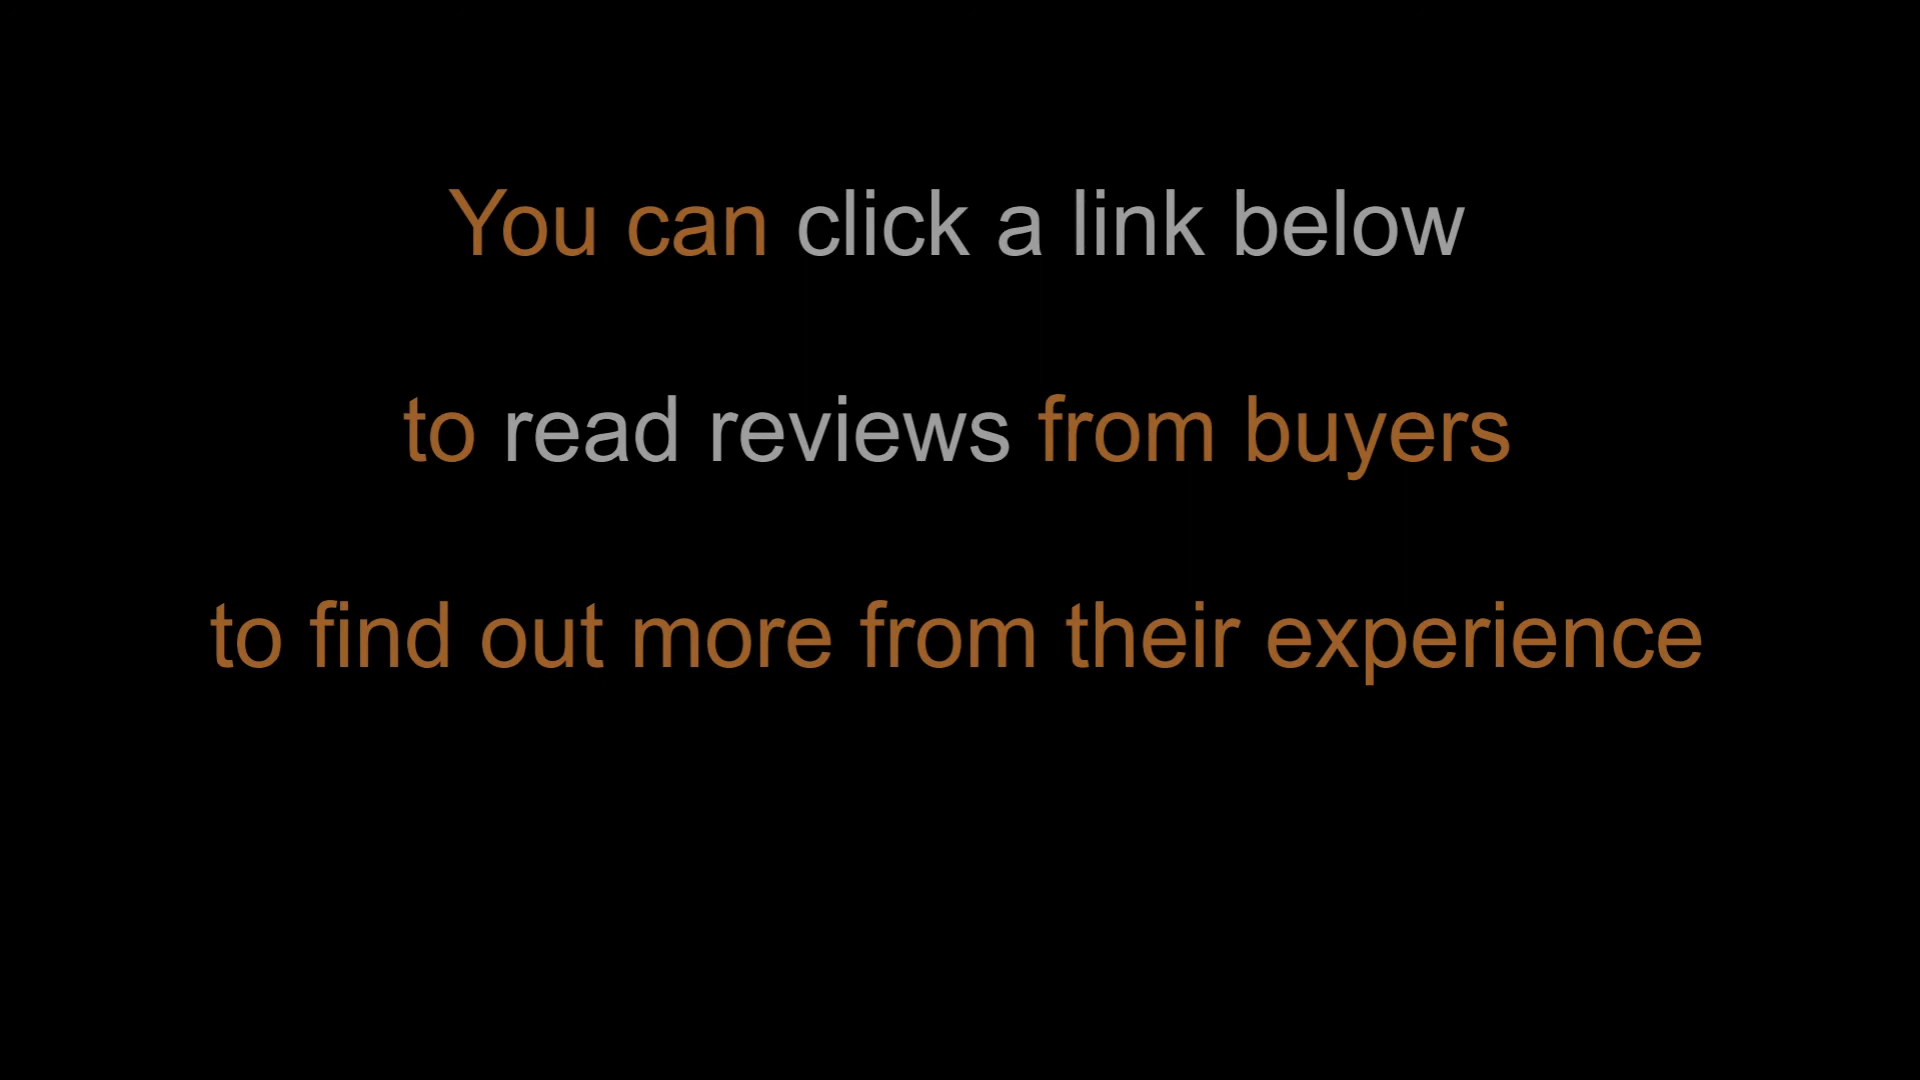 You can click a link below
to read reviews from buyers
to find out more from their experience